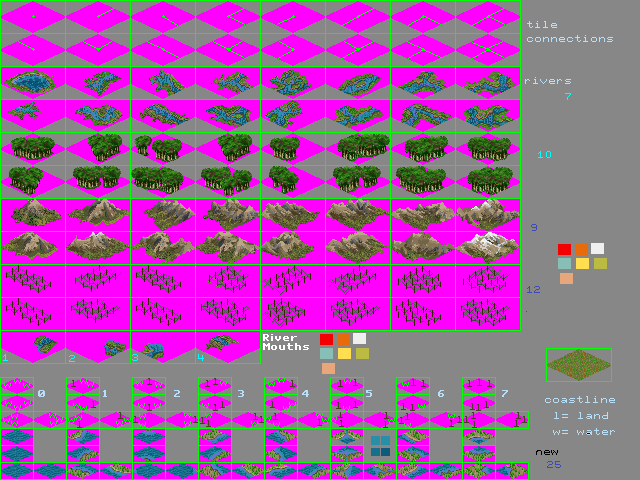 tile
connections
rivers
7
10
9
12
River
Mouths
1 2 3 4
0 1 2 3 4 5 6 7
coastline
l= land
w= water
new
25